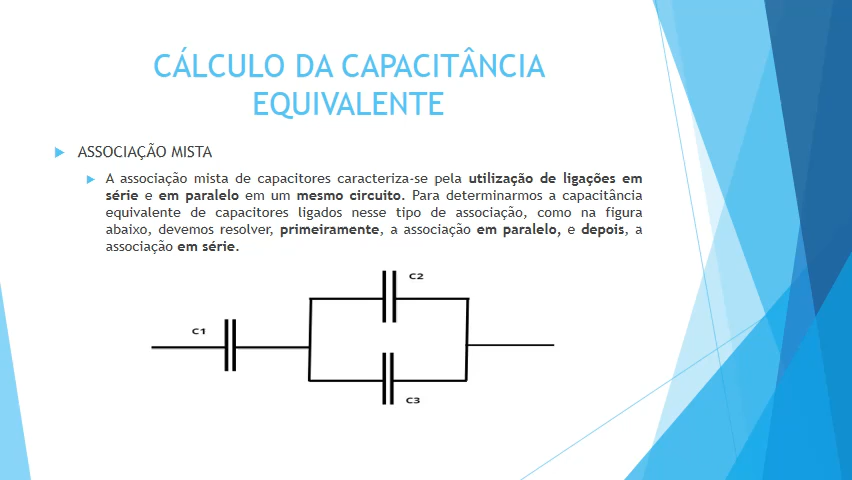 CÁLCULO DA CAPACITÂNCIA
EQUIVALENTE
ASSOCIAÇÃO MISTA
A associação mista de capacitores caracteriza-se pela utilização de ligações em
série e em paralelo em um mesmo circuito. Para determinarmos a capacitância
equivalente de capacitores ligados nesse tipo de associação, como na figura
abaixo, devemos resolver, primeiramente, a associação em paralelo, e depois, a
associação em série.
C2
C1
C3